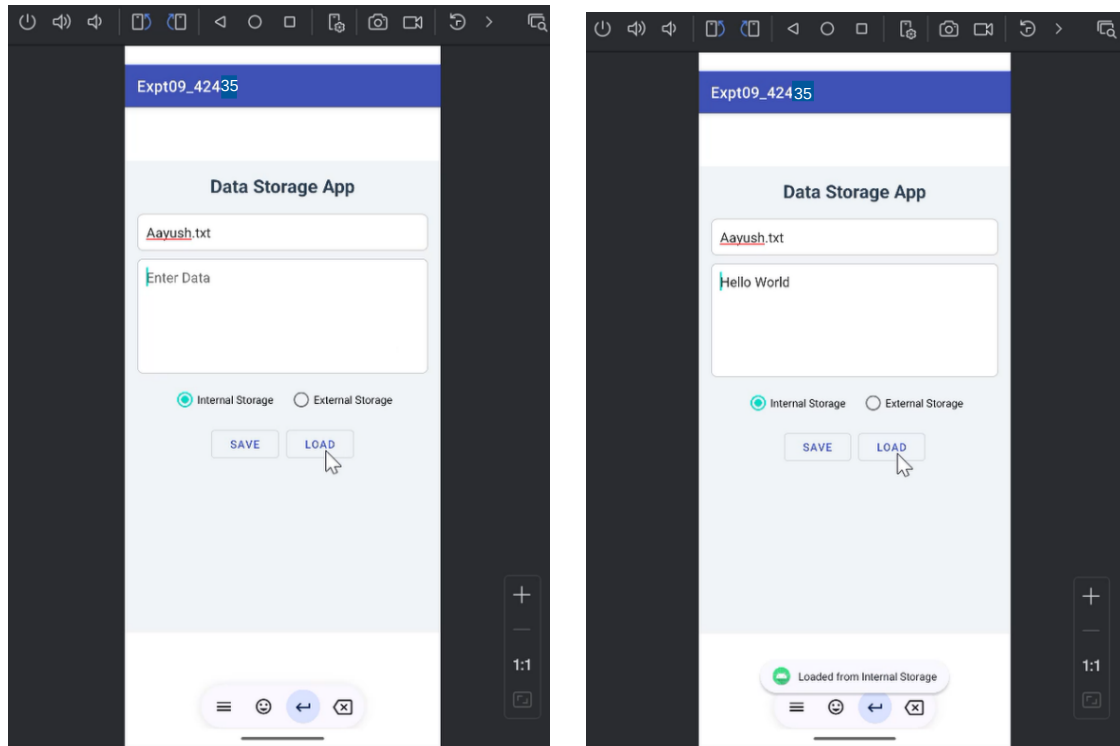 Expt09_42435
Data Storage App
Aayush.txt
Enter Data
Internal Storage
External Storage
SAVE
LOAD
1:1
Expt09_42435
Data Storage App
Aayush.txt
Hello World
Internal Storage
External Storage
SAVE
LOAD
Loaded from Internal Storage
1:1